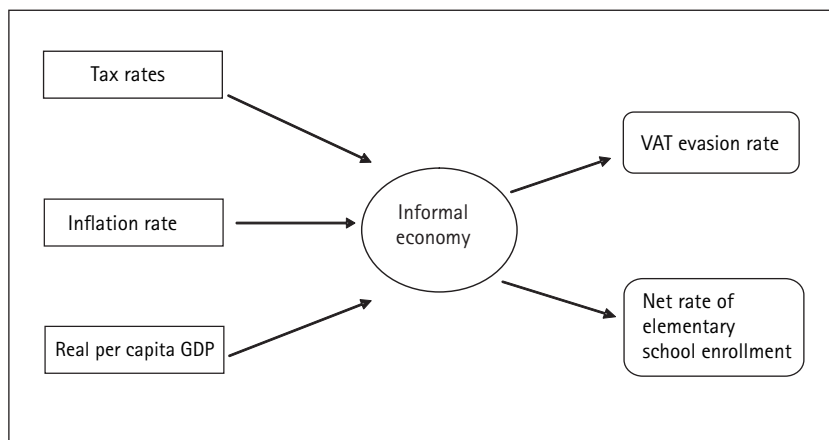 Tax rates
VAT evasion rate
Inflation rate
Informal
economy
Real per capita GDP
Net rate of
elementary
school enrollment